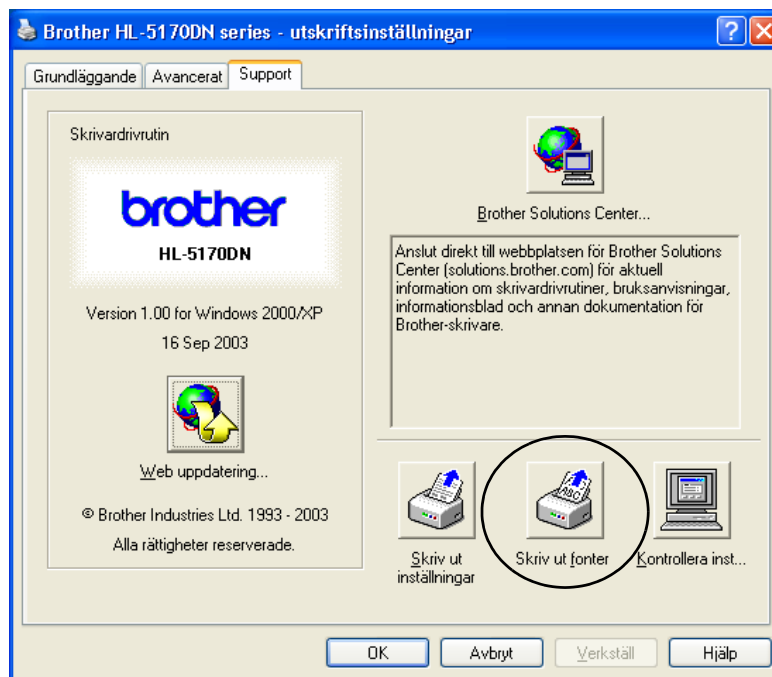 Brother HL-5170DN series - utskriftsinställningar
Grundläggande
Avancerat
Support
Skrivardrivrutin
brother
HL-5170DN
Version 1.00 for Windows 2000/XP
16 Sep 2003
Web uppdatering...
© Brother Industries Ltd. 1993 - 2003
Alla rättigheter reserverade.
Brother Solutions Center...
Anslut direkt till webbplatsen för Brother Solutions
Center (solutions.brother.com) för aktuell
information om skrivardrivrutiner, bruksanvisningar,
informationsblad och annan dokumentation för
Brother-skrivare.
ABC
Skriv ut
inställningar
Skriv ut fonter
Kontrollera inst...
OK
Avbryt
Verkställ
Hjälp